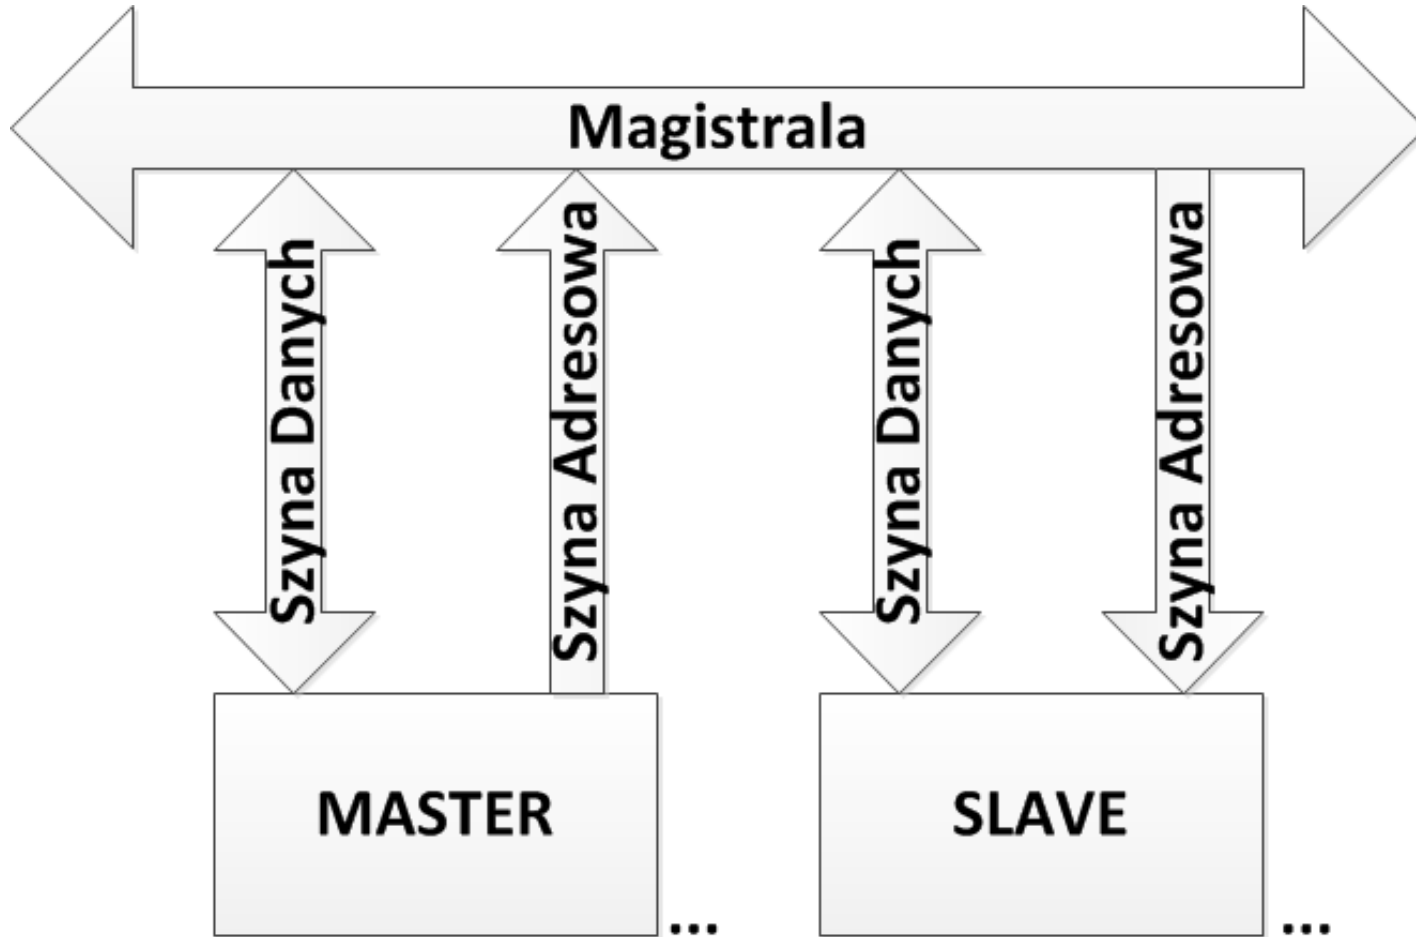 Magistrala
Szyna Danych
Szyna Adresowa
Szyna Danych
Szyna Adresowa
MASTER
...
SLAVE
...